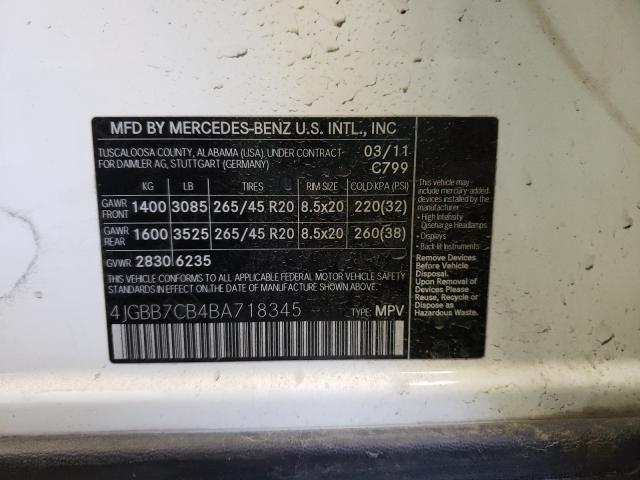 MFD BY MERCEDES-BENZ U.S. INTL., INC
TUSCALOOSA COUNTY, ALABAMA (USA), UNDER CONTRACT 03/11
FOR DAIMLER AG, STUTTGART (GERMANY) C799
KG LB TIRES RIM SIZE COLD KPA (PSI)
GAWR FRONT 1400 3085 265/45 R20 8.5x20 220(32)
GAWR REAR 1600 3525 265/45 R20 8.5x20 260(38)
GVWR 2830 6235
THIS VEHICLE CONFORMS TO ALL APPLICABLE FEDERAL MOTOR VEHICLE SAFETY
STANDARDS IN EFFECT ON THE DATE OF MANUFACTURE SHOWN ABOVE.
4JGBB7CB4BA718345 TYPE: MPV
This vehicle may
include mercury-added
devices installed by
the manufacturer:
- High Intensity
Discharge Headlamps
- Displays
- Back-lit Instruments
Remove Devices
Before Vehicle
Disposal.
Upon Removal of
Devices Please
Reuse, Recycle or
Dispose as
Hazardous Waste.